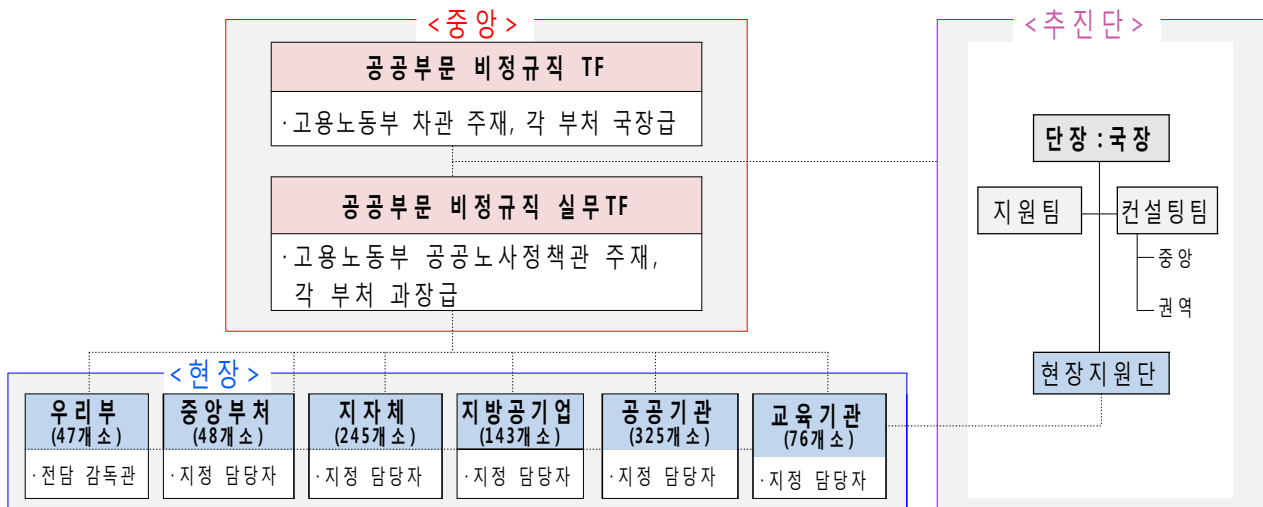 <중앙>
공공부문 비정규직 TF
·고용노동부 차관 주재, 각 부처 국장급
공공부문 비정규직 실무TF
·고용노동부 공공노사정책관 주재,
각 부처 과장급
<추진단>
단장:국장
지원팀
컨설팅팀
중앙
권역
현장지원단
<현장>
우리부
(47개소)
·전담 감독관
중앙부처
(48개소)
·지정 담당자
지자체
(245개소)
·지정 담당자
지방공기업
(143개소)
·지정 담당자
공공기관
(325개소)
·지정 담당자
교육기관
(76개소)
·지정 담당자